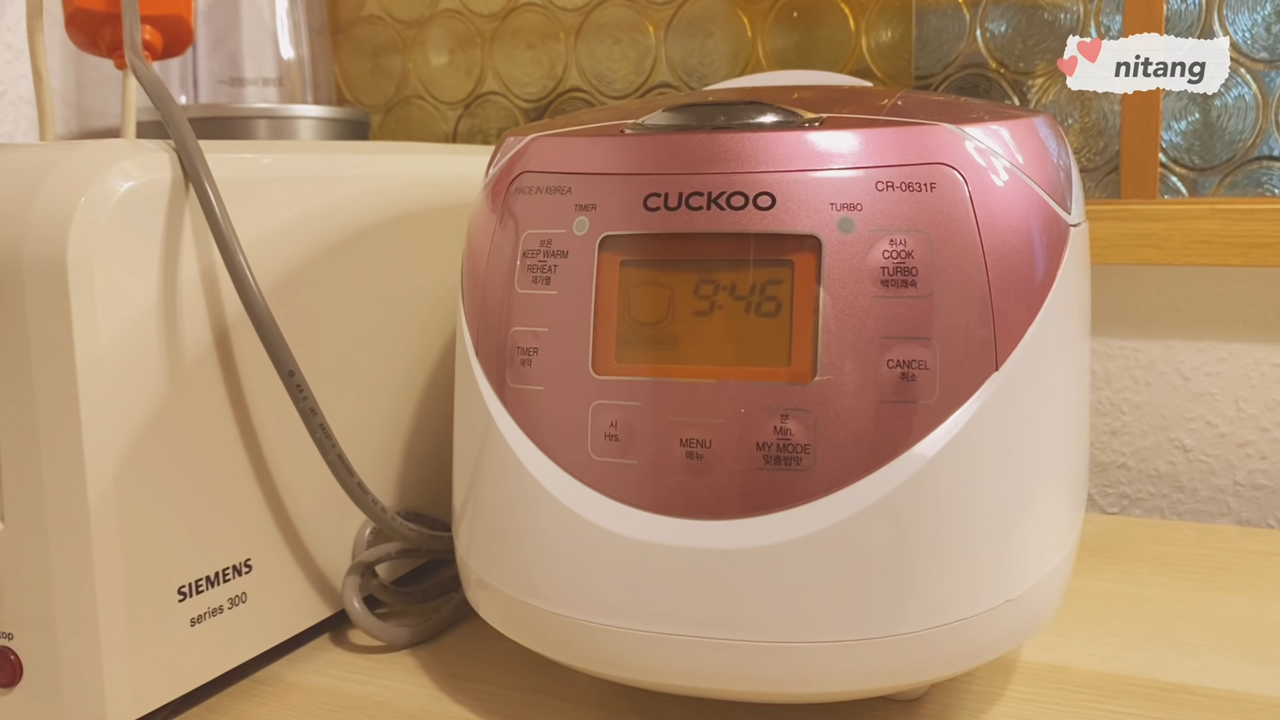 nitang
MADE IN KOREA
CUCKOO
CR-0631F
TIMER
TURBO
보온
KEEP WARM
REHEAT
재가열
9:46
취사
COOK
TURBO
백미쾌속
TIMER
예약
CANCEL
취소
시
Hrs.
MENU
메뉴
분
Min.
MY MODE
맞춤밥맛
SIEMENS
series 300